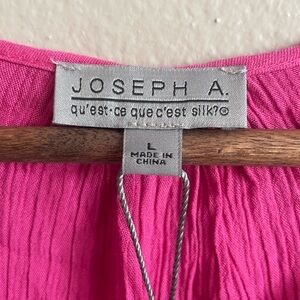 JOSEPH A.
qu'est-ce que c'est silk?®
L
MADE IN
CHINA